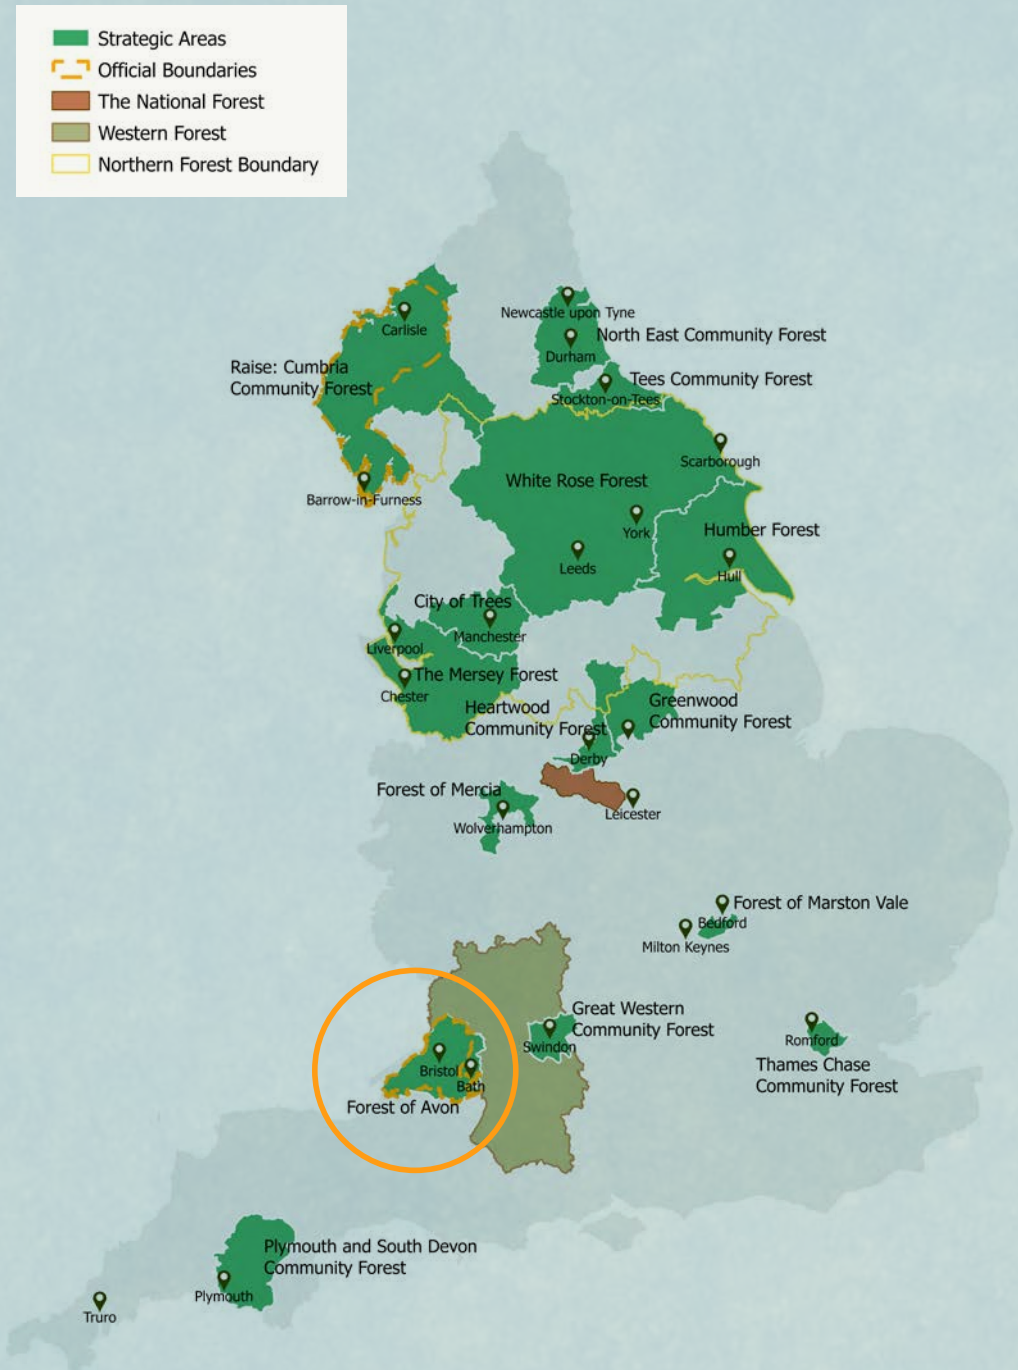 Strategic Areas
Official Boundaries
The National Forest
Western Forest
Northern Forest Boundary
Carlisle
Newcastle upon Tyne
North East Community Forest
Durham
Raise: Cumbria
Community Forest
Tees Community Forest
Stockton-on-Tees
Scarborough
White Rose Forest
Barrow-in-Furness
York
Humber Forest
Leeds
Hull
City of Trees
Manchester
Liverpool
The Mersey Forest
Chester
Heartwood
Community Forest
Greenwood
Community Forest
Derby
Forest of Mercia
Leicester
Wolverhampton
Forest of Marston Vale
Bedford
Milton Keynes
Great Western
Community Forest
Swindon
Romford
Thames Chase
Community Forest
Bristol
Bath
Forest of Avon
Plymouth and South Devon
Community Forest
Plymouth
Truro